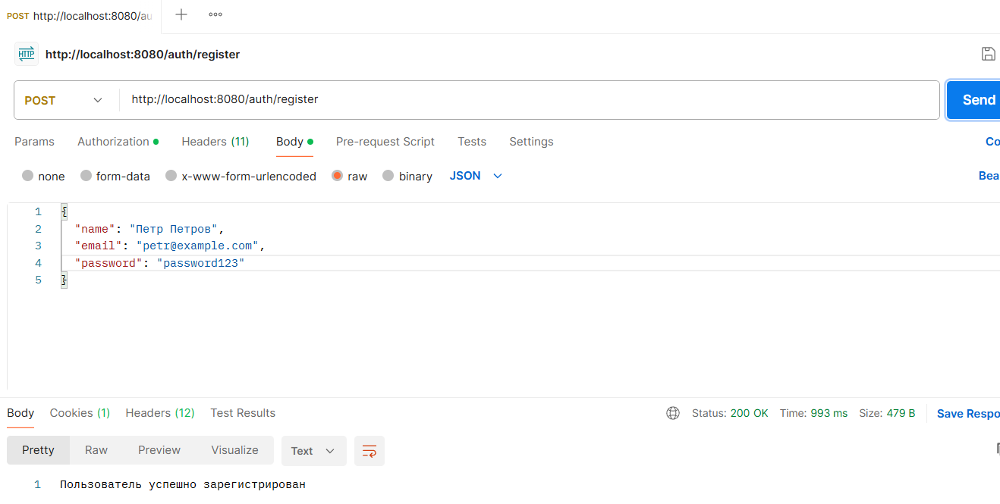 POST http://localhost:8080/au
HTTP http://localhost:8080/auth/register
POST http://localhost:8080/auth/register Send
Params Authorization Headers (11) Body Pre-request Script Tests Settings Co
none form-data x-www-form-urlencoded raw binary JSON Bea
1 {
2 "name": "Петр Петров",
3 "email": "petr@example.com",
4 "password": "password123"
5 }
Body Cookies (1) Headers (12) Test Results Status: 200 OK Time: 993 ms Size: 479 B Save Respo
Pretty Raw Preview Visualize Text
1 Пользователь успешно зарегистрирован